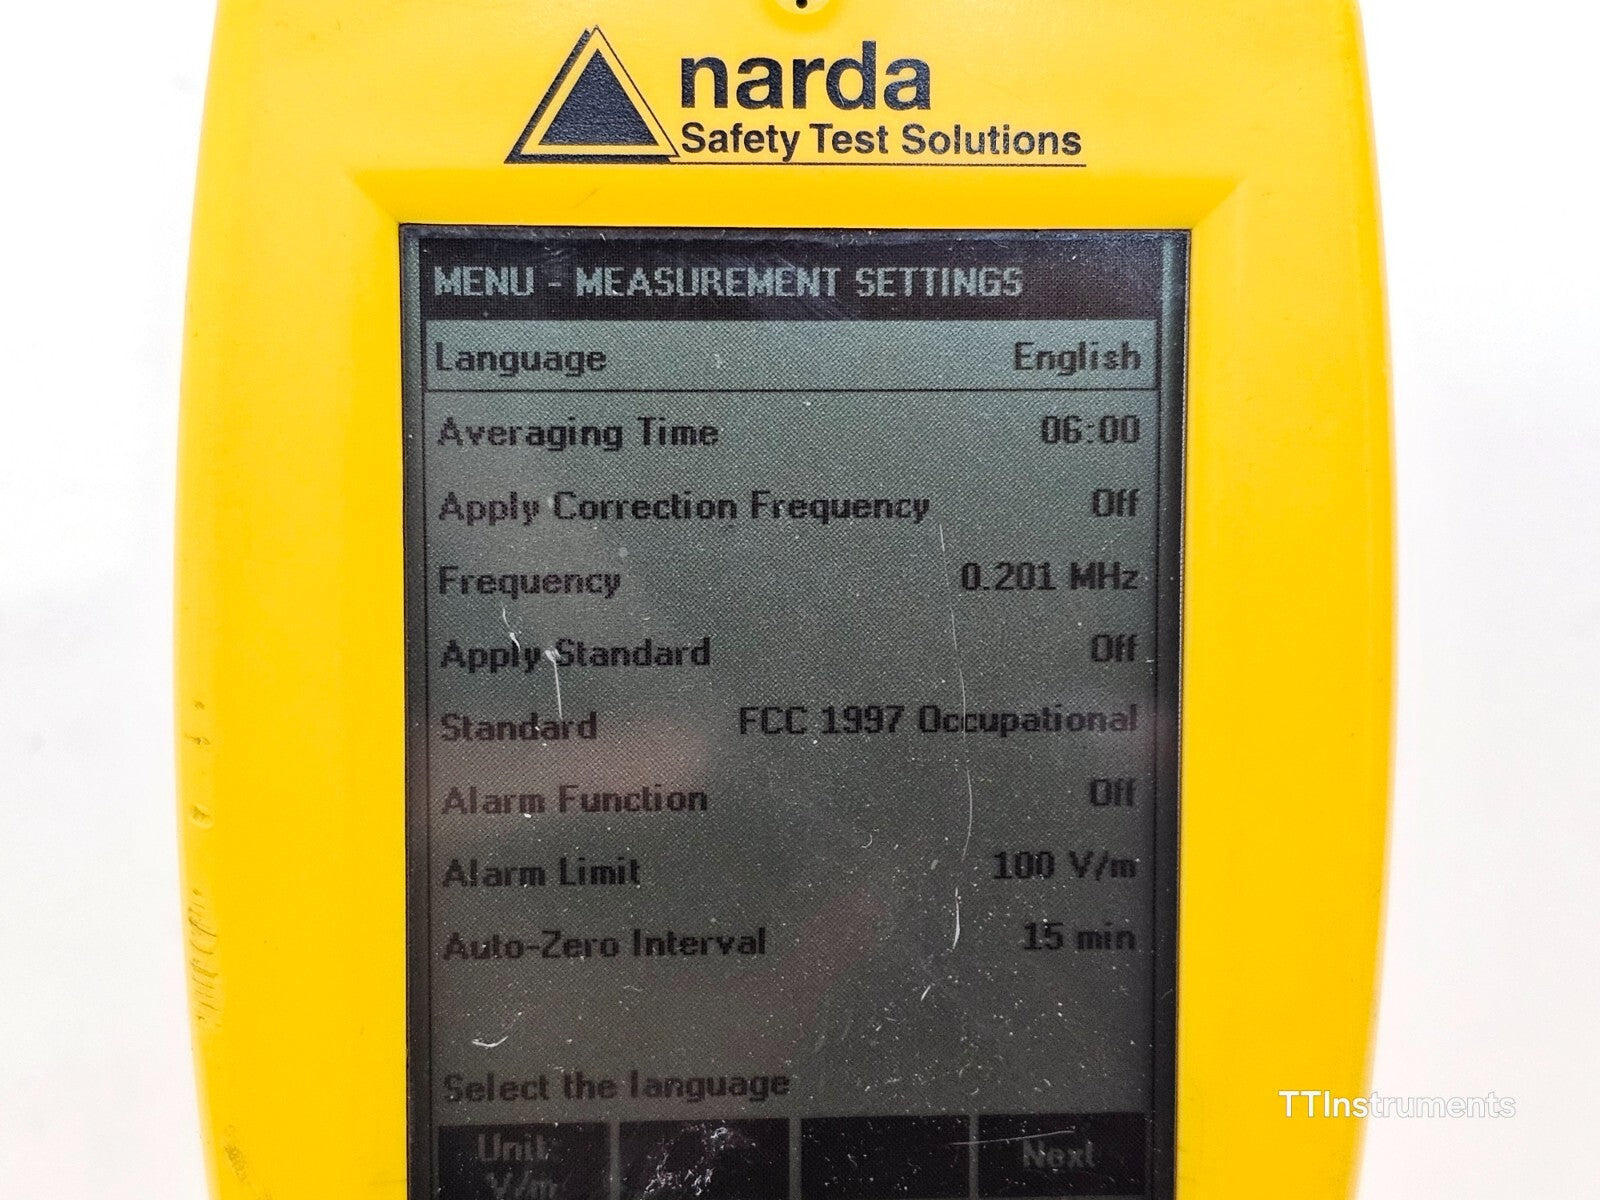 narda
Safety Test Solutions
MENU - MEASUREMENT SETTINGS
Language English
Averaging Time 06:00
Apply Correction Frequency Off
Frequency 0.201 MHz
Apply Standard Off
Standard FCC 1997 Occupational
Alarm Function Off
Alarm Limit 100 V/m
Auto-Zero Interval 15 min
Select the language
Unit Next
V/m
TTInstruments